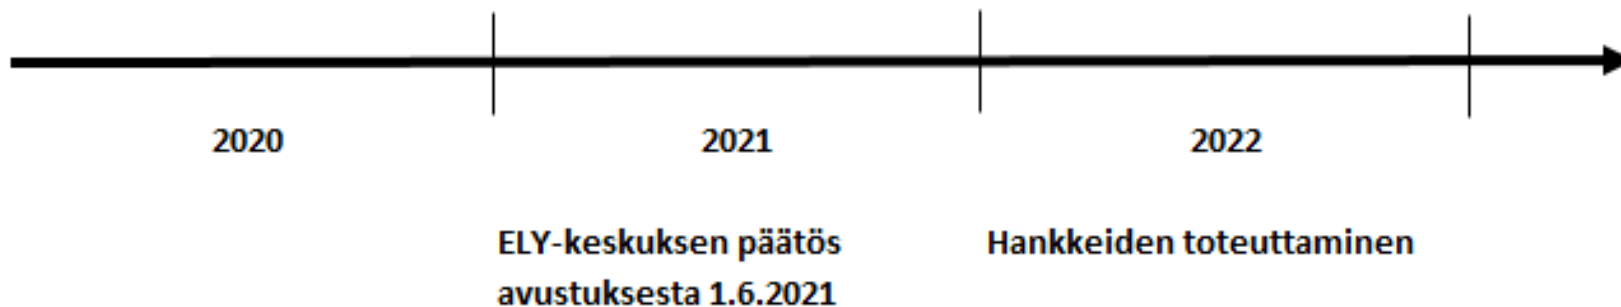 2020 2021 2022
ELY-keskuksen päätös Hankkeiden toteuttaminen
avustuksesta 1.6.2021